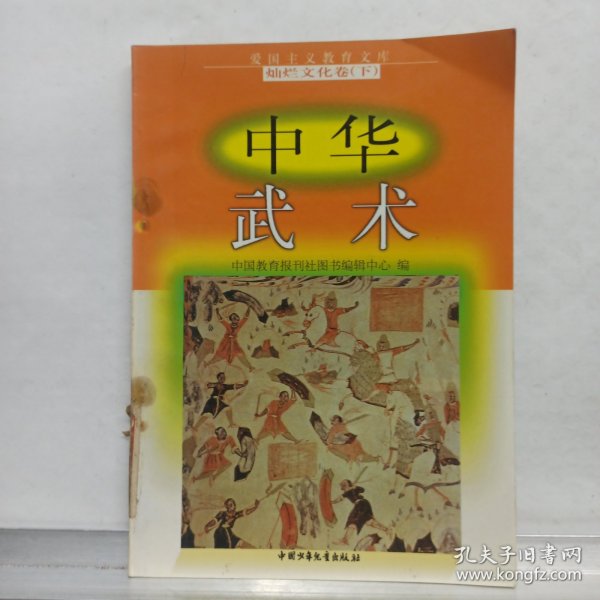 爱国主义教育文库
灿烂文化卷(下)
中华
武术
中国教育报刊社图书编辑中心 编
中国少年儿童出版社
孔夫子旧书网
www.kongfz.com